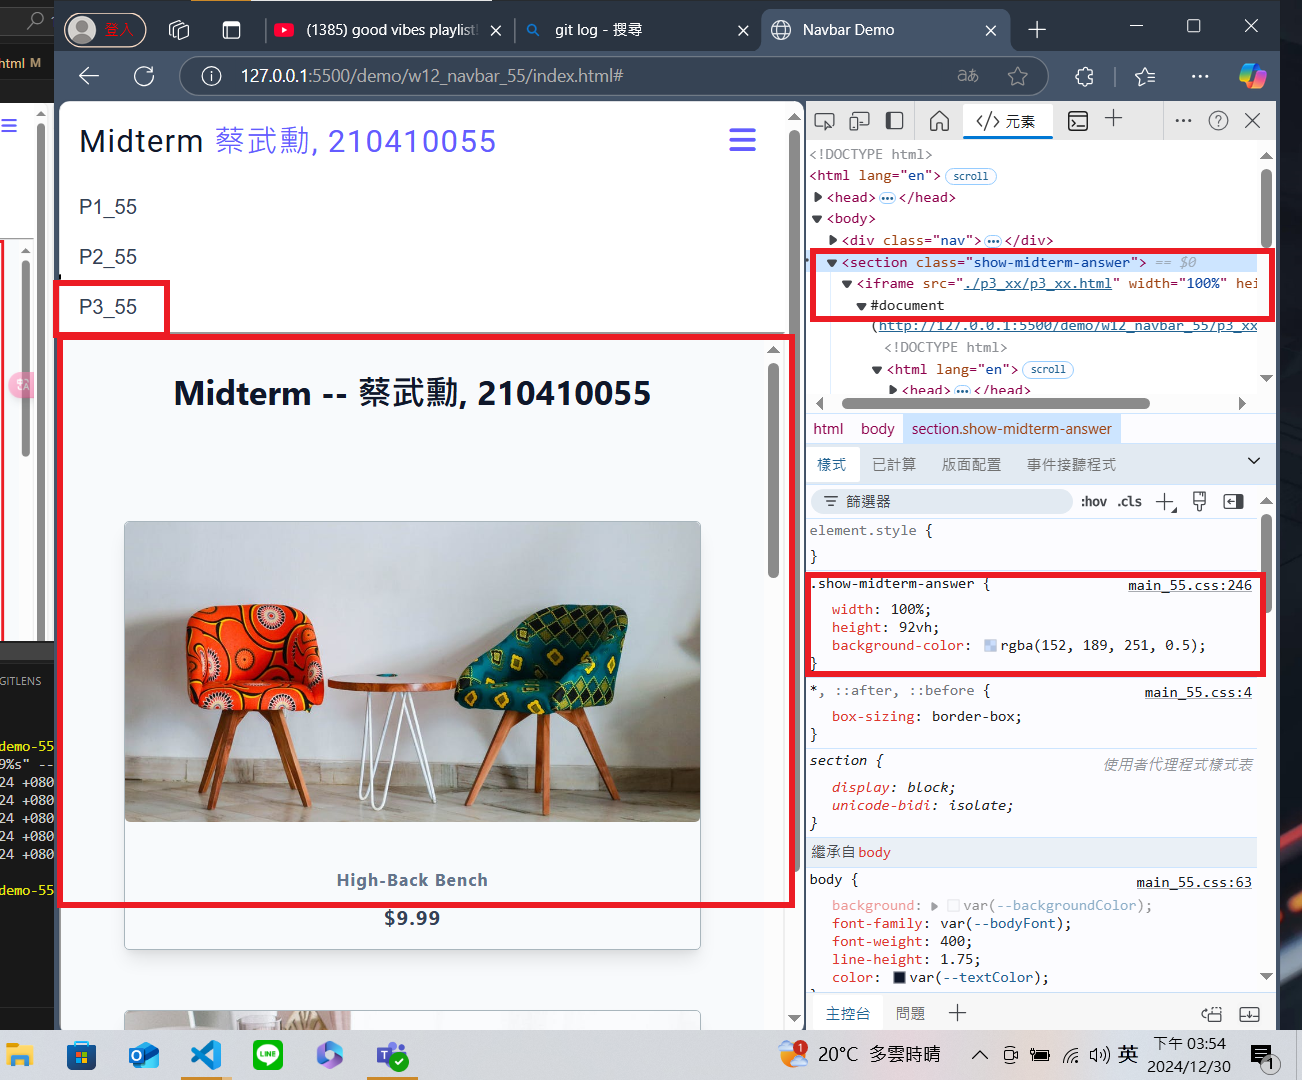 登入
(1385) good vibes playlist
git log - 搜尋
Navbar Demo
html M
127.0.0.1:5500/demo/w12_navbar_55/index.html#
aあ
Midterm 蔡武勳, 210410055
P1_55
P2_55
P3_55
Midterm -- 蔡武勳, 210410055
High-Back Bench
$9.99
元素
<!DOCTYPE html>
<html lang="en"> scroll
<head> ••• </head>
<body>
<div class="nav"> ••• </div>
<section class="show-midterm-answer"> == $0
<iframe src="./p3_xx/p3_xx.html" width="100%" hei
#document
(http://127.0.0.1:5500/demo/w12_navbar_55/p3_xx
<!DOCTYPE html>
<html lang="en"> scroll
<head> ••• </head>
html body section.show-midterm-answer
樣式 已計算 版面配置 事件接聽程式
篩選器 :hov .cls
element.style {
}
.show-midterm-answer { main_55.css:246
width: 100%;
height: 92vh;
background-color: rgba(152, 189, 251, 0.5);
}
*, ::after, ::before { main_55.css:4
box-sizing: border-box;
}
section { 使用者代理程式樣式表
display: block;
unicode-bidi: isolate;
}
繼承自 body
body { main_55.css:63
background: var(--backgroundColor);
font-family: var(--bodyFont);
font-weight: 400;
line-height: 1.75;
color: var(--textColor);
主控台 問題
GITLENS
demo-55
9%s" --
24 +080
24 +080
24 +080
24 +080
24 +080
demo-55
LINE
1
20°C 多雲時晴
英
下午 03:54
2024/12/30
1